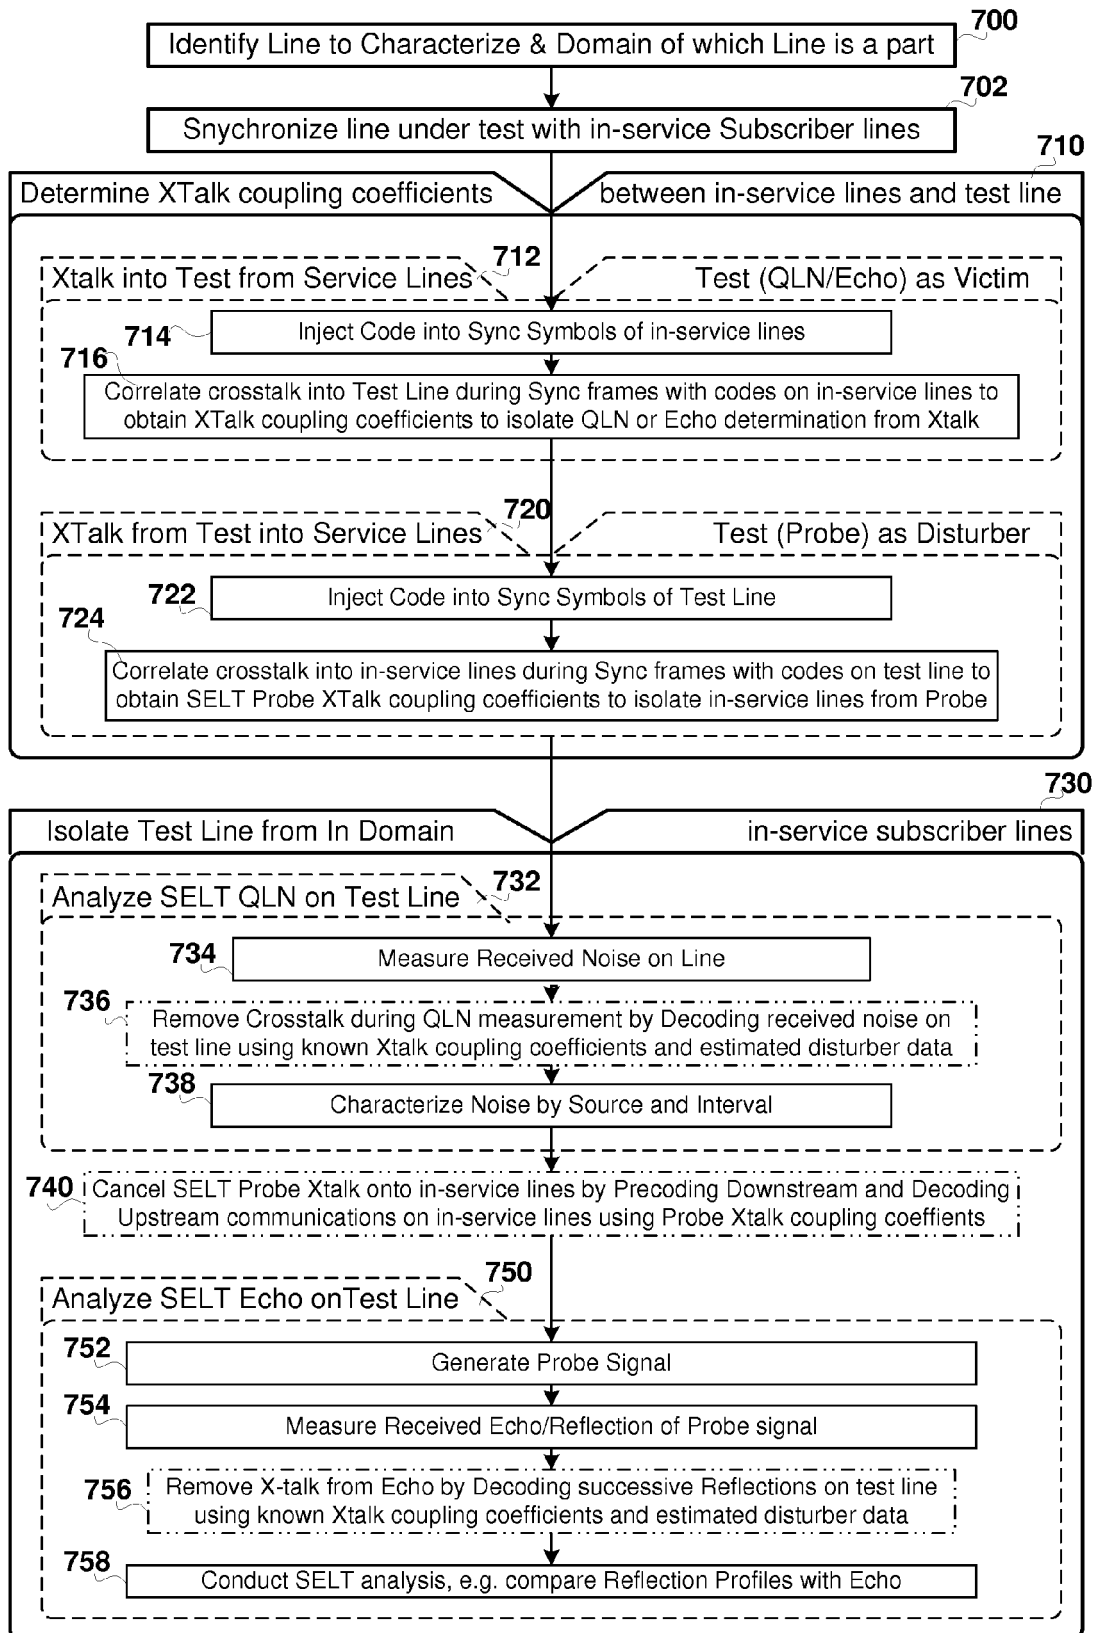 700
Identify Line to Characterize & Domain of which Line is a part
702
Snychronize line under test with in-service Subscriber lines
710
Determine XTalk coupling coefficients between in-service lines and test line
712
Xtalk into Test from Service Lines Test (QLN/Echo) as Victim
714
Inject Code into Sync Symbols of in-service lines
716
Correlate crosstalk into Test Line during Sync frames with codes on in-service lines to
obtain XTalk coupling coefficients to isolate QLN or Echo determination from Xtalk
720
XTalk from Test into Service Lines Test (Probe) as Disturber
722
Inject Code into Sync Symbols of Test Line
724
Correlate crosstalk into in-service lines during Sync frames with codes on test line to
obtain SELT Probe XTalk coupling coefficients to isolate in-service lines from Probe
730
Isolate Test Line from In Domain in-service subscriber lines
732
Analyze SELT QLN on Test Line
734
Measure Received Noise on Line
736
Remove Crosstalk during QLN measurement by Decoding received noise on
test line using known Xtalk coupling coefficients and estimated disturber data
738
Characterize Noise by Source and Interval
740
Cancel SELT Probe Xtalk onto in-service lines by Precoding Downstream and Decoding
Upstream communications on in-service lines using Probe Xtalk coupling coeffients
750
Analyze SELT Echo onTest Line
752
Generate Probe Signal
754
Measure Received Echo/Reflection of Probe signal
756
Remove X-talk from Echo by Decoding successive Reflections on test line
using known Xtalk coupling coefficients and estimated disturber data
758
Conduct SELT analysis, e.g. compare Reflection Profiles with Echo